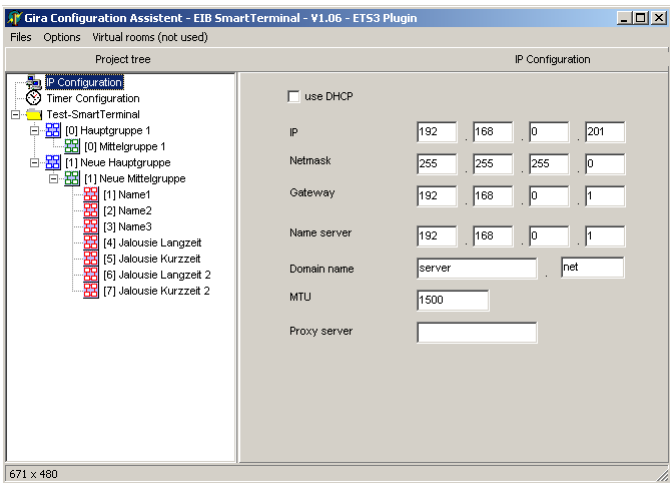 Gira Configuration Assistent - EIB SmartTerminal - V1.06 - ETS3 Plugin
Files Options Virtual rooms (not used)
Project tree
IP Configuration
IP Configuration
Timer Configuration
Test-SmartTerminal
[0] Hauptgruppe 1
[0] Mittelgruppe 1
[1] Neue Hauptgruppe
[1] Neue Mittelgruppe
[1] Name1
[2] Name2
[3] Name3
[4] Jalousie Langzeit
[5] Jalousie Kurzzeit
[6] Jalousie Langzeit 2
[7] Jalousie Kurzzeit 2
use DHCP
IP 192 . 168 . 0 . 201
Netmask 255 . 255 . 255 . 0
Gateway 192 . 168 . 0 . 1
Name server 192 . 168 . 0 . 1
Domain name server . net
MTU 1500
Proxy server
671 x 480